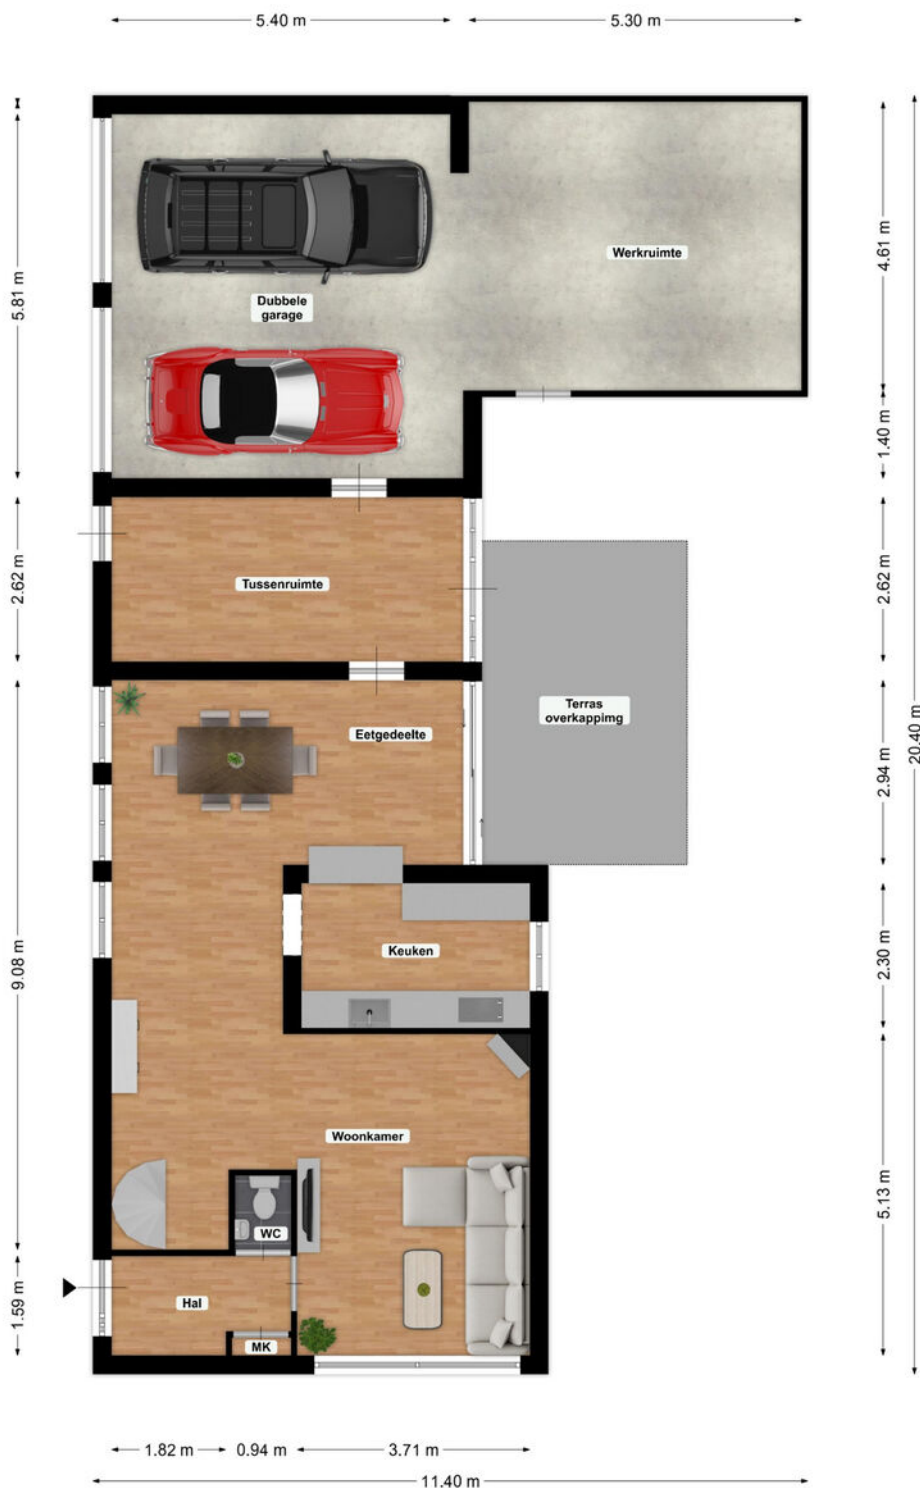 5.40 m
5.30 m
5.81 m
4.61 m
Werkruimte
Dubbele
garage
1.40 m
2.62 m
Tussenruimte
2.62 m
Terras
overkappimg
Eetgedeelte
2.94 m
20.40 m
9.08 m
Keuken
2.30 m
Woonkamer
5.13 m
WC
Hal
1.59 m
MK
1.82 m
0.94 m
3.71 m
11.40 m